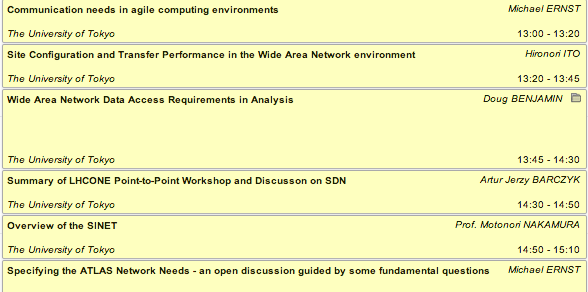 Communication needs in agile computing environments Michael ERNST
The University of Tokyo 13:00 - 13:20
Site Configuration and Transfer Performance in the Wide Area Network environment Hironori ITO
The University of Tokyo 13:20 - 13:45
Wide Area Network Data Access Requirements in Analysis Doug BENJAMIN
The University of Tokyo 13:45 - 14:30
Summary of LHCONE Point-to-Point Workshop and Discusson on SDN Artur Jerzy BARCZYK
The University of Tokyo 14:30 - 14:50
Overview of the SINET Prof. Motonori NAKAMURA
The University of Tokyo 14:50 - 15:10
Specifying the ATLAS Network Needs - an open discussion guided by some fundamental questions Michael ERNST